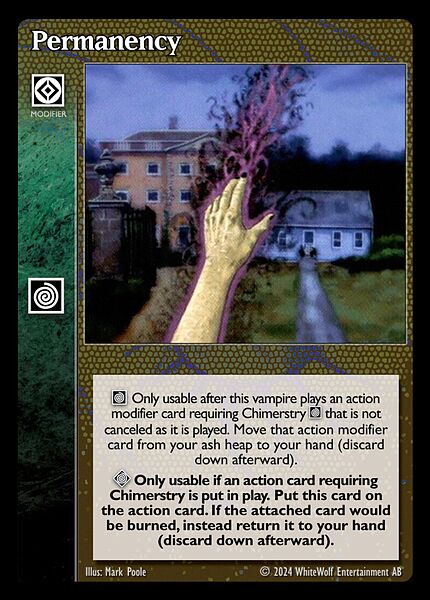 Permanency
MODIFIER
Only usable after this vampire plays an action
modifier card requiring Chimerstry that is not
canceled as it is played. Move that action modifier
card from your ash heap to your hand (discard
down afterward).
Only usable if an action card requiring
Chimerstry is put in play. Put this card on
the action card. If the attached card would
be burned, instead return it to your hand
(discard down afterward).
Illus: Mark Poole © 2024 WhiteWolf Entertainment AB